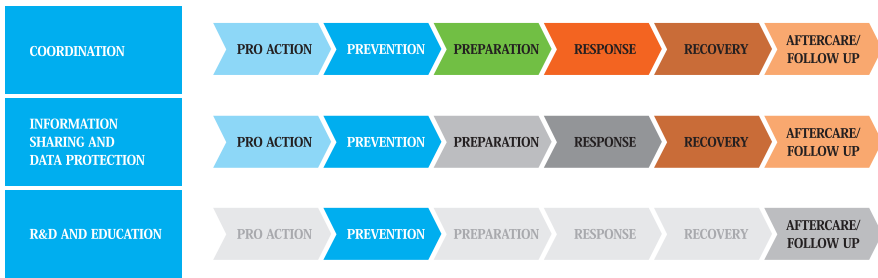 COORDINATION
PRO ACTION
PREVENTION
PREPARATION
RESPONSE
RECOVERY
AFTERCARE/
FOLLOW UP
INFORMATION
SHARING AND
DATA PROTECTION
PRO ACTION
PREVENTION
PREPARATION
RESPONSE
RECOVERY
AFTERCARE/
FOLLOW UP
R&D AND EDUCATION
PRO ACTION
PREVENTION
PREPARATION
RESPONSE
RECOVERY
AFTERCARE/
FOLLOW UP